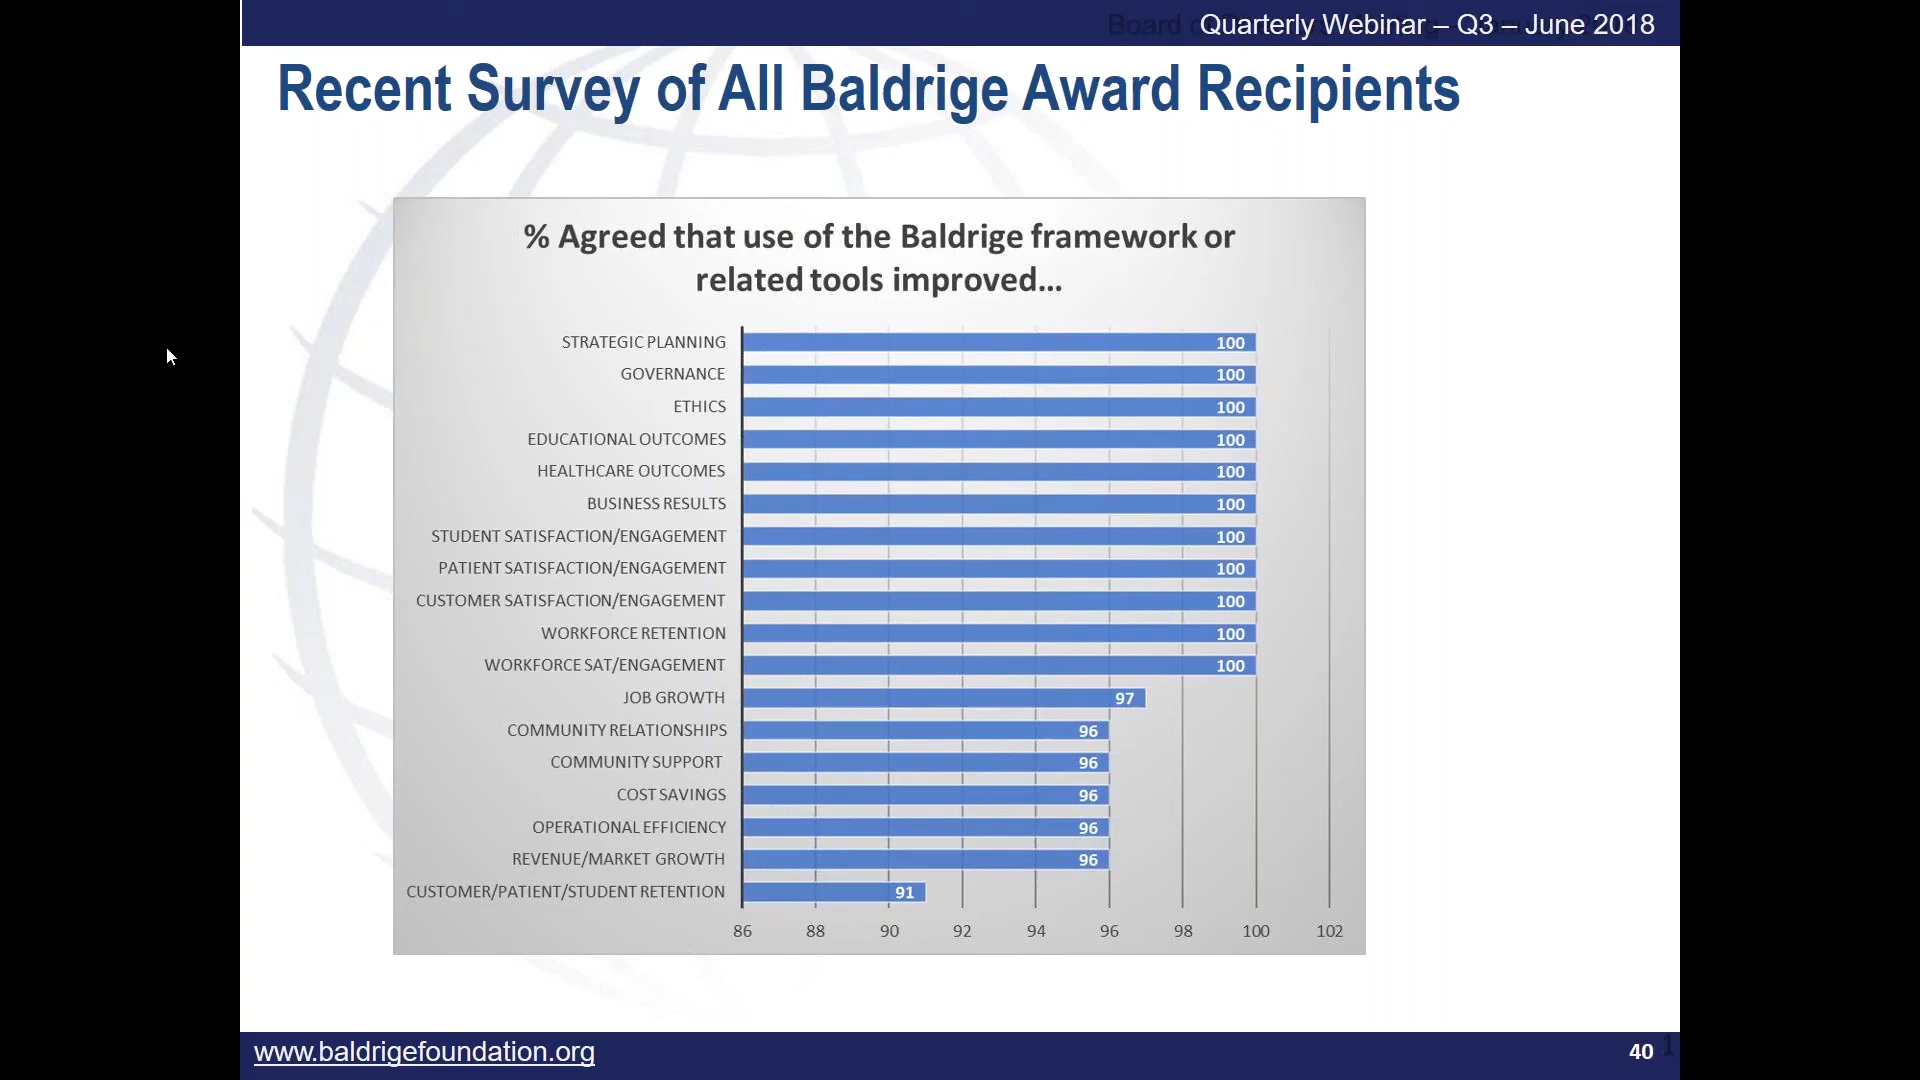 Quarterly Webinar – Q3 – June 2018
Recent Survey of All Baldrige Award Recipients
% Agreed that use of the Baldrige framework or
related tools improved...
STRATEGIC PLANNING 100
GOVERNANCE 100
ETHICS 100
EDUCATIONAL OUTCOMES 100
HEALTHCARE OUTCOMES 100
BUSINESS RESULTS 100
STUDENT SATISFACTION/ENGAGEMENT 100
PATIENT SATISFACTION/ENGAGEMENT 100
CUSTOMER SATISFACTION/ENGAGEMENT 100
WORKFORCE RETENTION 100
WORKFORCE SAT/ENGAGEMENT 100
JOB GROWTH 97
COMMUNITY RELATIONSHIPS 96
COMMUNITY SUPPORT 96
COST SAVINGS 96
OPERATIONAL EFFICIENCY 96
REVENUE/MARKET GROWTH 96
CUSTOMER/PATIENT/STUDENT RETENTION 91
86 88 90 92 94 96 98 100 102
www.baldrigefoundation.org
40